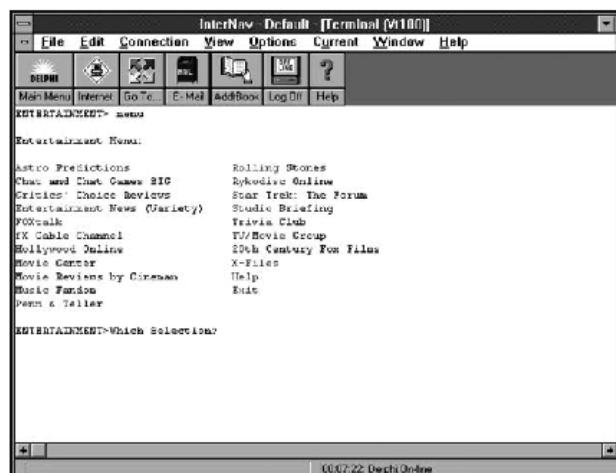 InterNav - Default - [Terminal (Vt100)]
File Edit Connection View Options Current Window Help
DELPHI
Main Menu Internet Go To... E-Mail AddrBook Log Off Help
ENTERTAINMENT> menu
Entertainment Menu:
Astro Predictions Rolling Stones
Chat and Chat Games SIG Rykodisc Online
Critics' Choice Reviews Star Trek: The Forum
Entertainment News (Variety) Studio Briefing
FOXtalk Trivia Club
fX Cable Channel TV/Movie Group
Hollywood Online 20th Century Fox Films
Movie Center X-Files
Movie Reviews by Cineman Help
Music Fandom Exit
Penn & Teller
ENTERTAINMENT>Which Selection?
00:07:22: Delphi Online